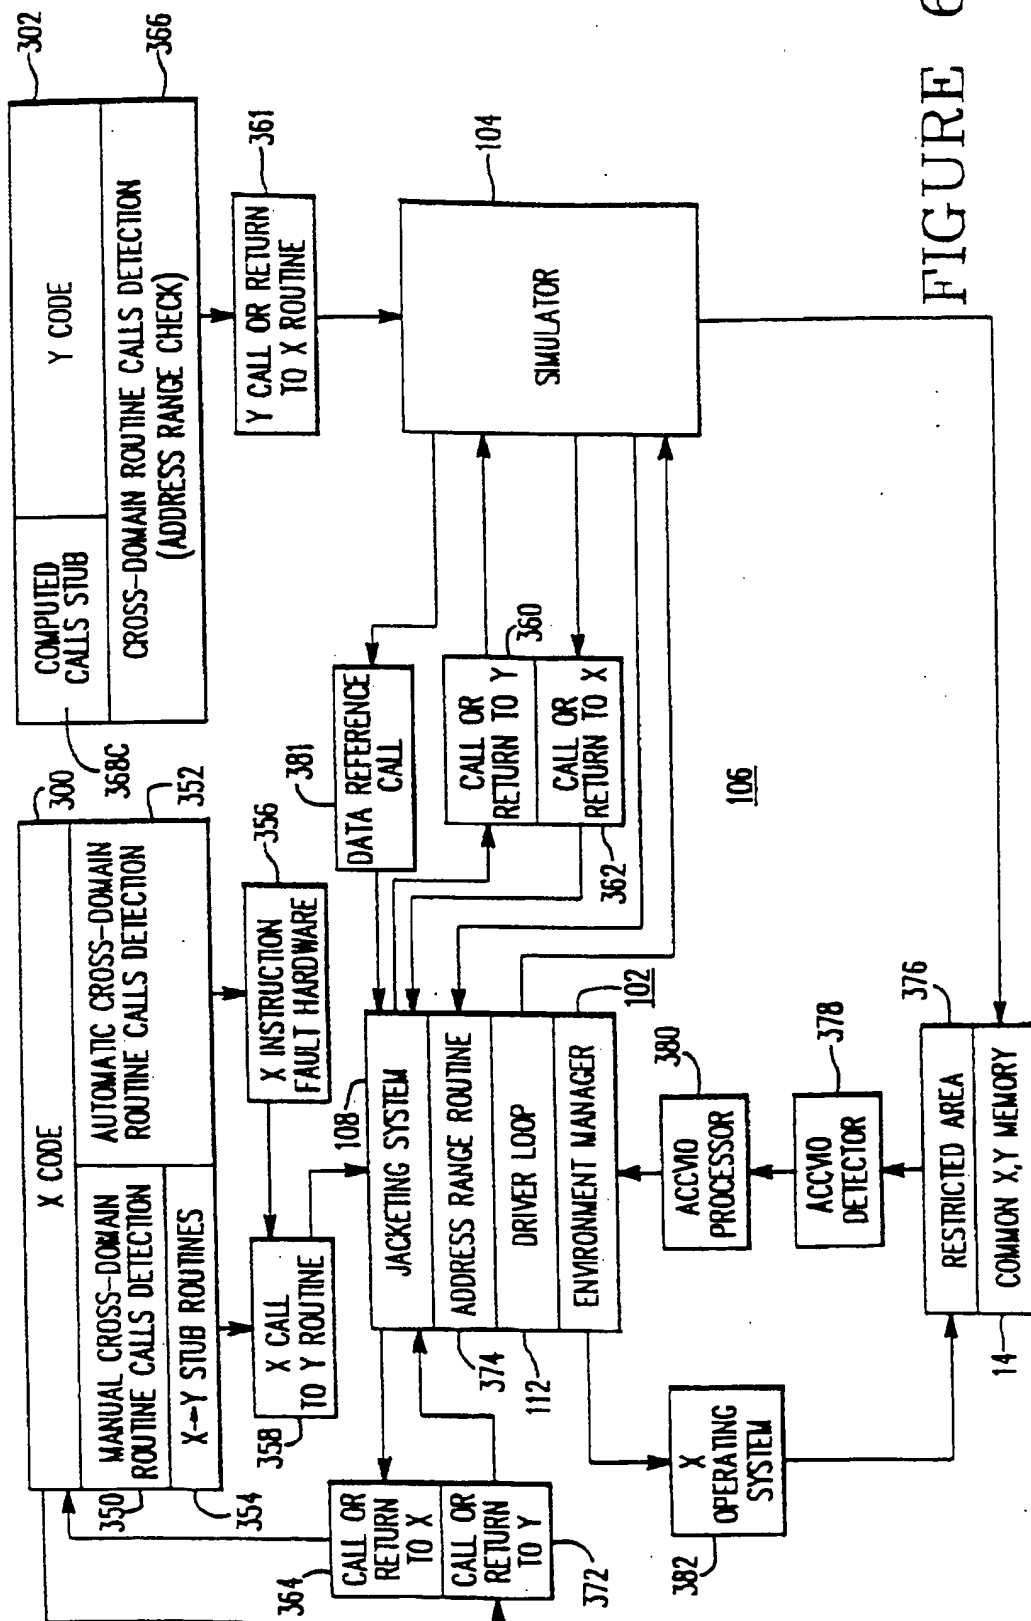 X CODE
300
MANUAL CROSS-DOMAIN
ROUTINE CALLS DETECTION
350
AUTOMATIC CROSS-DOMAIN
ROUTINE CALLS DETECTION
352
X→Y STUB ROUTINES
354
COMPUTED
CALLS STUB
368C
Y CODE
302
CROSS-DOMAIN ROUTINE CALLS DETECTION
(ADDRESS RANGE CHECK)
366
X INSTRUCTION
FAULT HARDWARE
356
X CALL
TO Y ROUTINE
358
Y CALL OR RETURN
TO X ROUTINE
361
CALL OR
RETURN
TO X
364
CALL OR
RETURN
TO Y
372
108
JACKETING SYSTEM
ADDRESS RANGE ROUTINE
374
DRIVER LOOP
112
ENVIRONMENT MANAGER
102
381
DATA REFERENCE
CALL
CALL OR
RETURN TO Y
360
CALL OR
RETURN TO X
362
SIMULATOR
104
106
X
OPERATING
SYSTEM
382
ACCVIO
PROCESSOR
380
ACCVIO
DETECTOR
378
RESTRICTED AREA
376
COMMON X,Y MEMORY
14
FIGURE 6